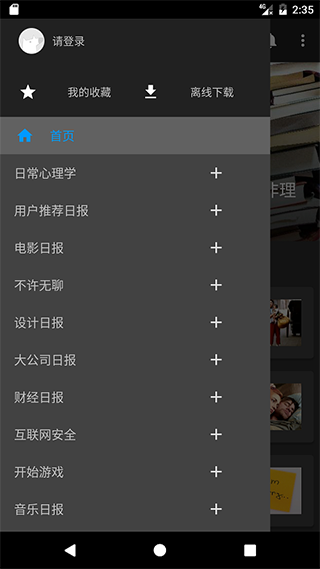 4G 2:35
请登录
我的收藏 离线下载
首页
日常心理学
用户推荐日报
电影日报
不许无聊
设计日报
大公司日报
财经日报
互联网安全
开始游戏
音乐日报